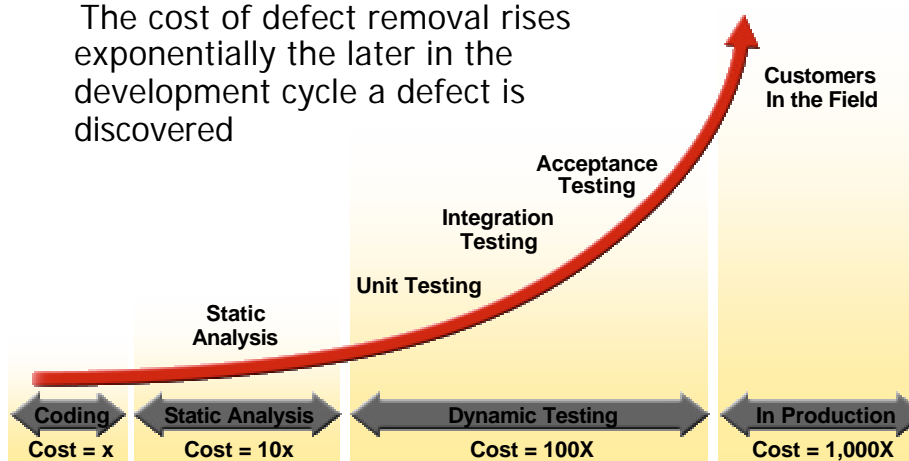 The cost of defect removal rises
exponentially the later in the
development cycle a defect is
discovered
Customers
In the Field
Acceptance
Testing
Integration
Testing
Unit Testing
Static
Analysis
Coding
Static Analysis
Dynamic Testing
In Production
Cost = x
Cost = 10x
Cost = 100X
Cost = 1,000X